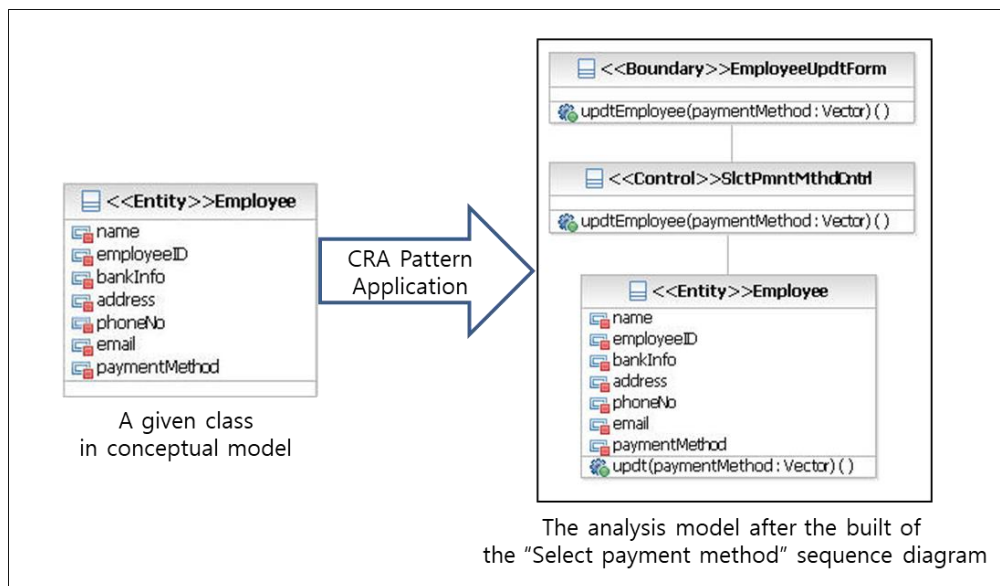 <<Entity>>Employee
name
employeeID
bankInfo
address
phoneNo
email
paymentMethod
A given class
in conceptual model
CRA Pattern
Application
<<Boundary>>EmployeeUpdtForm
updtEmployee(paymentMethod : Vector) ( )
<<Control>>SlctPmntMthdCntrl
updtEmployee(paymentMethod : Vector) ( )
<<Entity>>Employee
name
employeeID
bankInfo
address
phoneNo
email
paymentMethod
updt(paymentMethod : Vector) ( )
The analysis model after the built of
the “Select payment method” sequence diagram